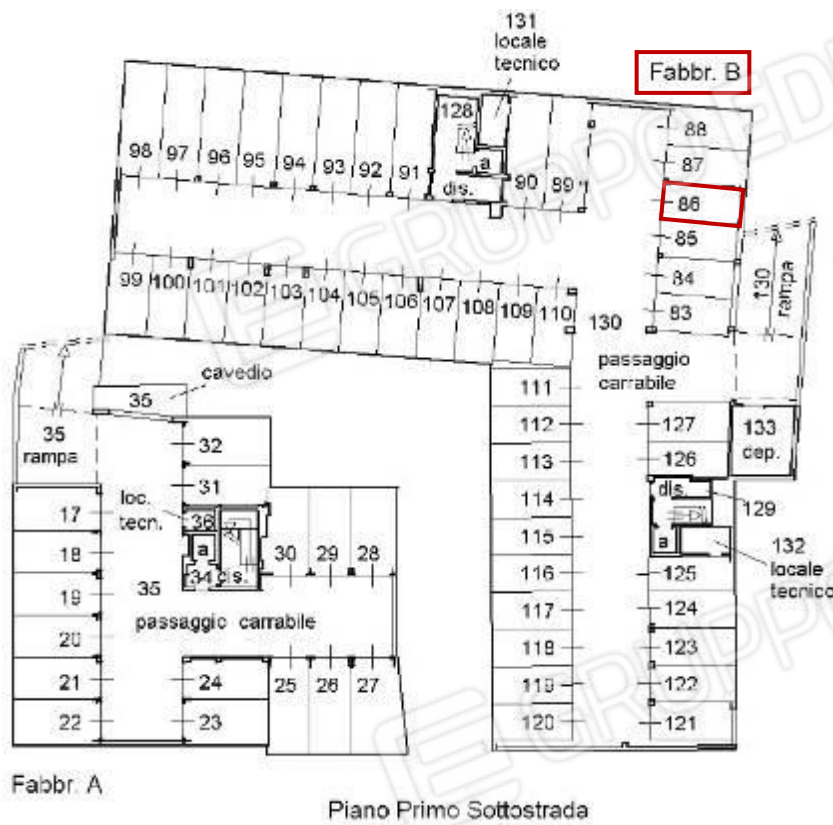 131
locale
tecnico
Fabbr. B
128
88
98 97 96 95 94 93 92 91
a
dis.
90 89
87
86
85
84
83
130
rampa
99 100 101 102 103 104 105 106 107 108 109 110
130
passaggio
carrabile
cavedio
35
35
rampa
32
31
loc.
tecn.
36
a
34 dis.
17
18
19
20
21
22
35
passaggio carrabile
30 29 28
24
23
25 26 27
111
112
113
114
115
116
117
118
119
120
127
126
133
dep.
dis.
129
a
132
locale
tecnico
125
124
123
122
121
Fabbr. A
Piano Primo Sottostrada
E GRUPPO EDI
E GRUPPO